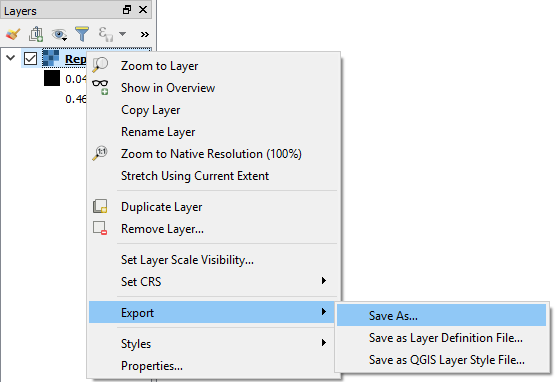 Layers
Rep
0.04
0.46
Zoom to Layer
Show in Overview
Copy Layer
Rename Layer
1:1
Zoom to Native Resolution (100%)
Stretch Using Current Extent
Duplicate Layer
Remove Layer...
Set Layer Scale Visibility...
Set CRS
Export
Save As...
Save as Layer Definition File...
Save as QGIS Layer Style File...
Styles
Properties...